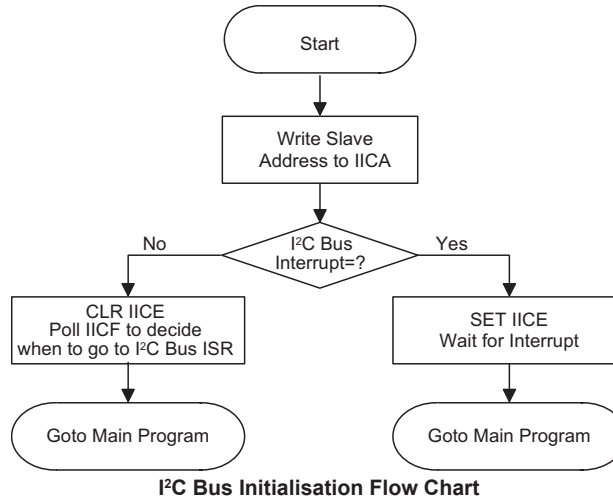 Start
Write Slave
Address to IICA
I²C Bus
Interrupt=?
No
Yes
CLR IICE
Poll IICF to decide
when to go to I²C Bus ISR
SET IICE
Wait for Interrupt
Goto Main Program
Goto Main Program
I²C Bus Initialisation Flow Chart